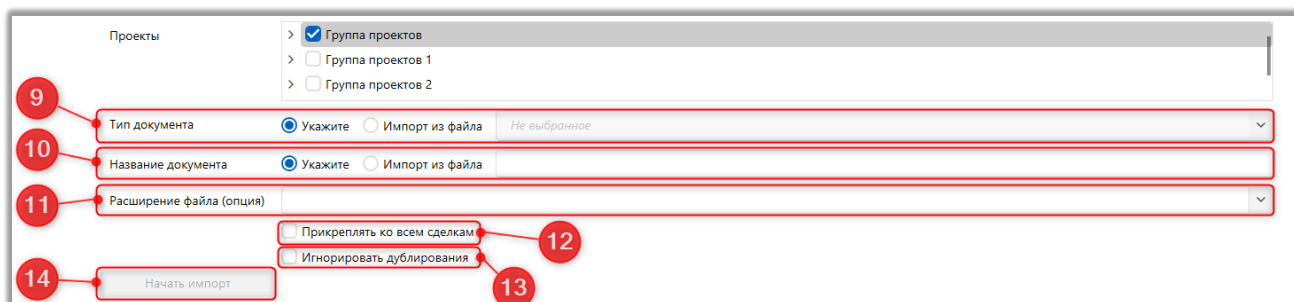 Проекты
Группа проектов
Группа проектов 1
Группа проектов 2
9
Тип документа Укажите Импорт из файла Не выбранное
10
Название документа Укажите Импорт из файла
11
Расширение файла (опция)
Прикреплять ко всем сделкам
12
Игнорировать дублирования
13
14
Начать импорт